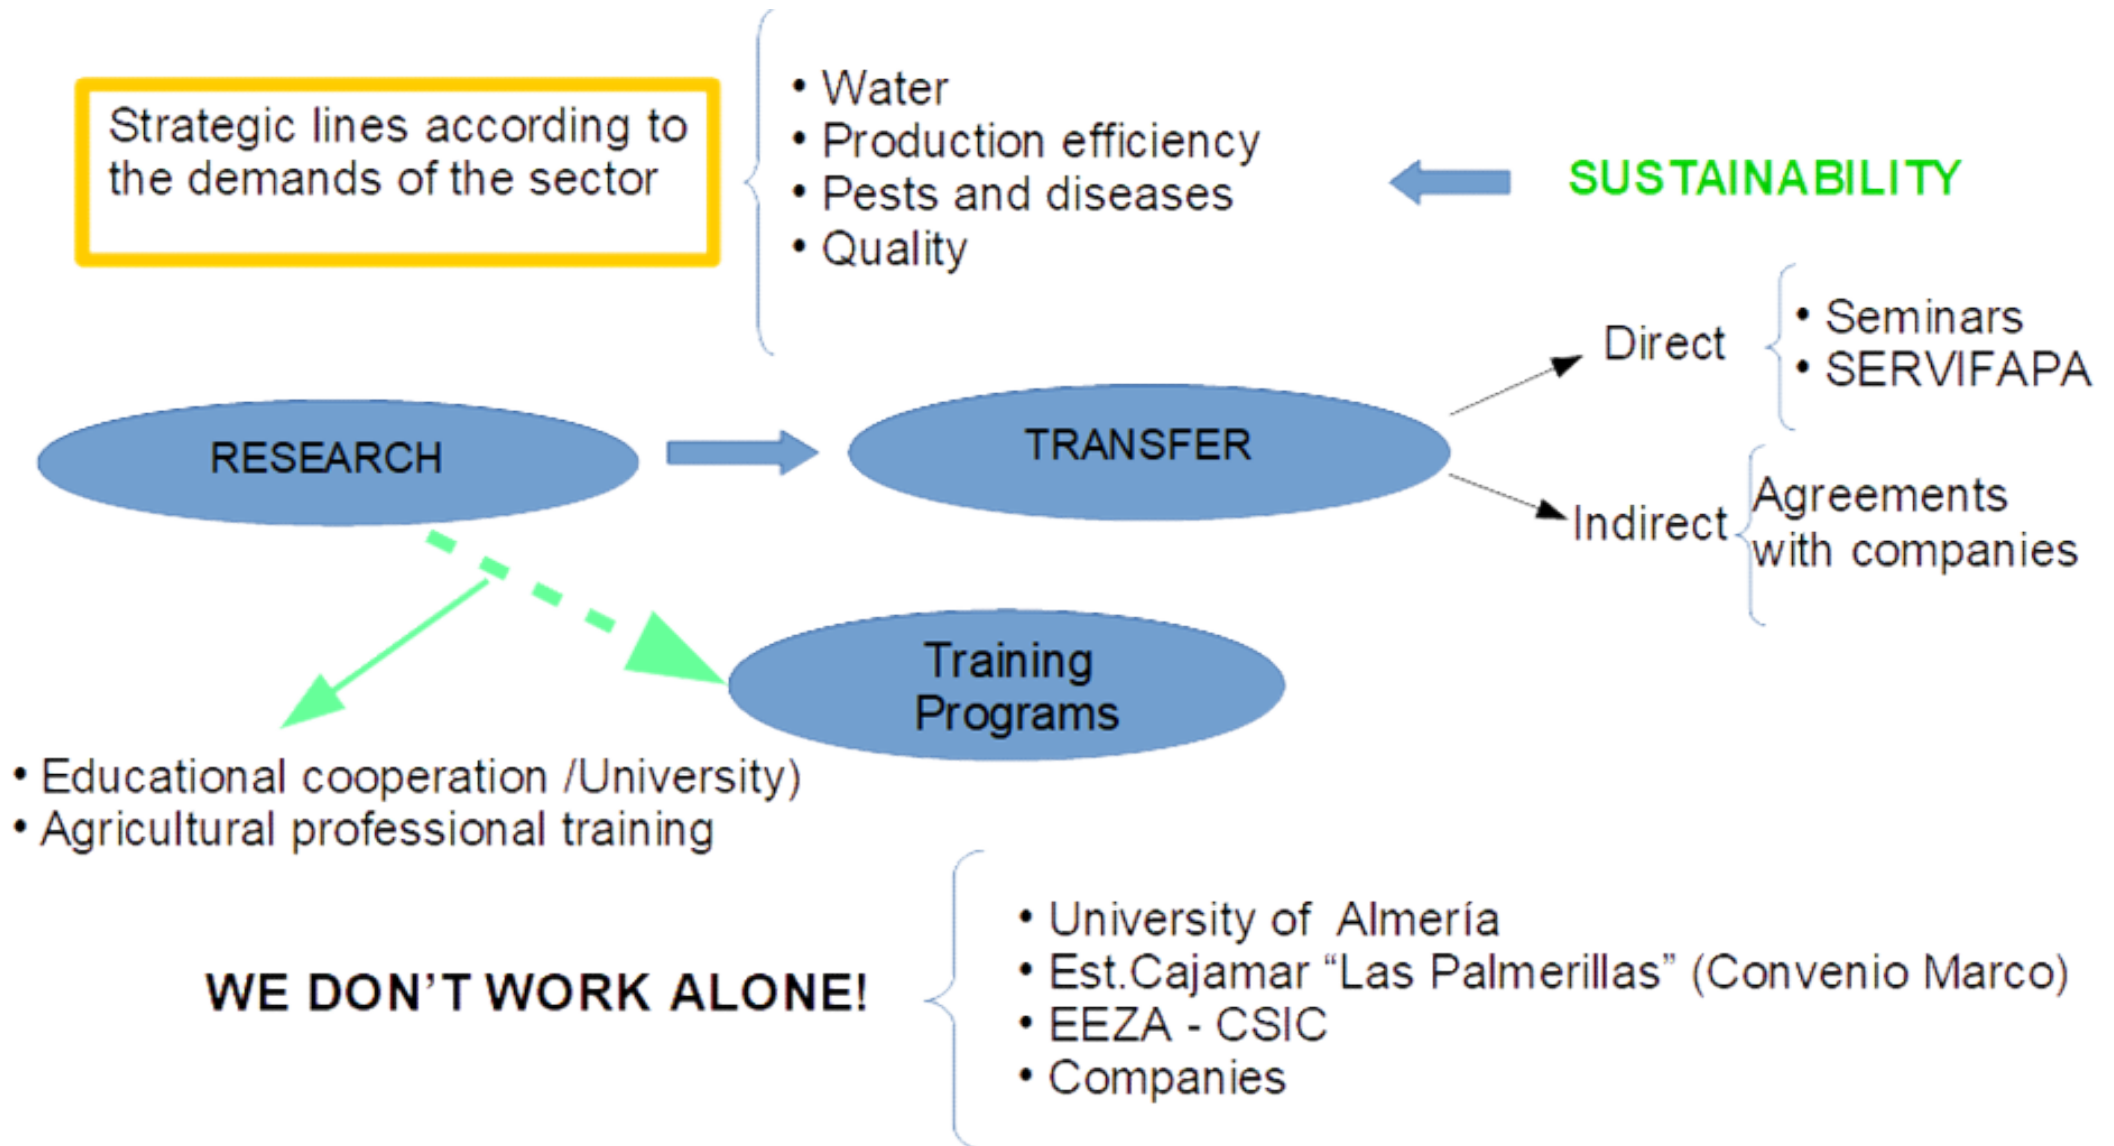 Strategic lines according to
the demands of the sector
• Water
• Production efficiency
• Pests and diseases
• Quality
SUSTAINABILITY
RESEARCH
TRANSFER
Direct
• Seminars
• SERVIFAPA
Indirect
Agreements
with companies
Training
Programs
• Educational cooperation /University)
• Agricultural professional training
WE DON’T WORK ALONE!
• University of Almería
• Est.Cajamar “Las Palmerillas” (Convenio Marco)
• EEZA - CSIC
• Companies